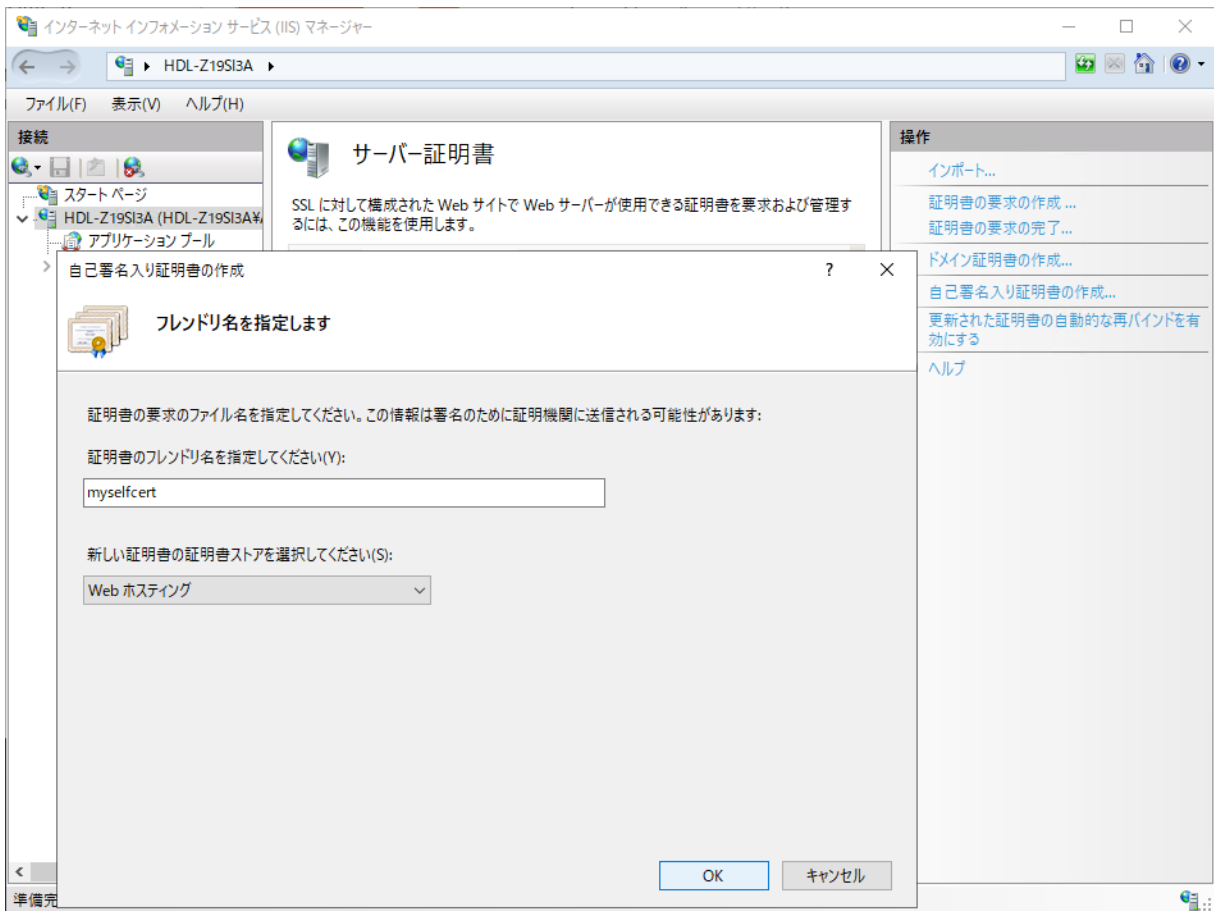 インターネット インフォメーション サービス (IIS) マネージャー
HDL-Z19SI3A
ファイル(F) 表示(V) ヘルプ(H)
接続
スタート ページ
HDL-Z19SI3A (HDL-Z19SI3A¥
アプリケーション プール
サーバー証明書
SSL に対して構成された Web サイトで Web サーバーが使用できる証明書を要求および管理す
るには、この機能を使用します。
操作
インポート...
証明書の要求の作成 ...
証明書の要求の完了...
ドメイン証明書の作成...
自己署名入り証明書の作成...
更新された証明書の自動的な再バインドを有
効にする
ヘルプ
自己署名入り証明書の作成
?
フレンドリ名を指定します
証明書の要求のファイル名を指定してください。この情報は署名のために証明機関に送信される可能性があります:
証明書のフレンドリ名を指定してください(Y):
myselfcert
新しい証明書の証明書ストアを選択してください(S):
Web ホスティング
OK キャンセル
準備完